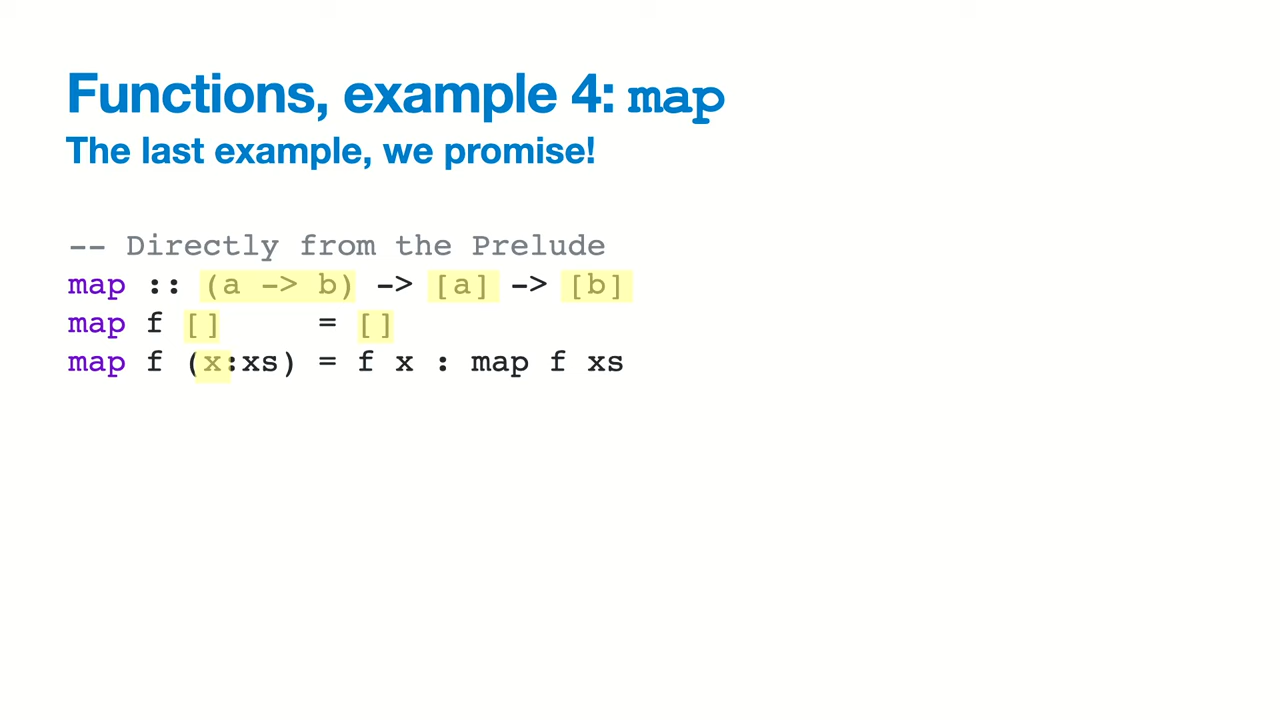 Functions, example 4: map
The last example, we promise!
-- Directly from the Prelude
map :: (a -> b) -> [a] -> [b]
map f []     = []
map f (x:xs) = f x : map f xs